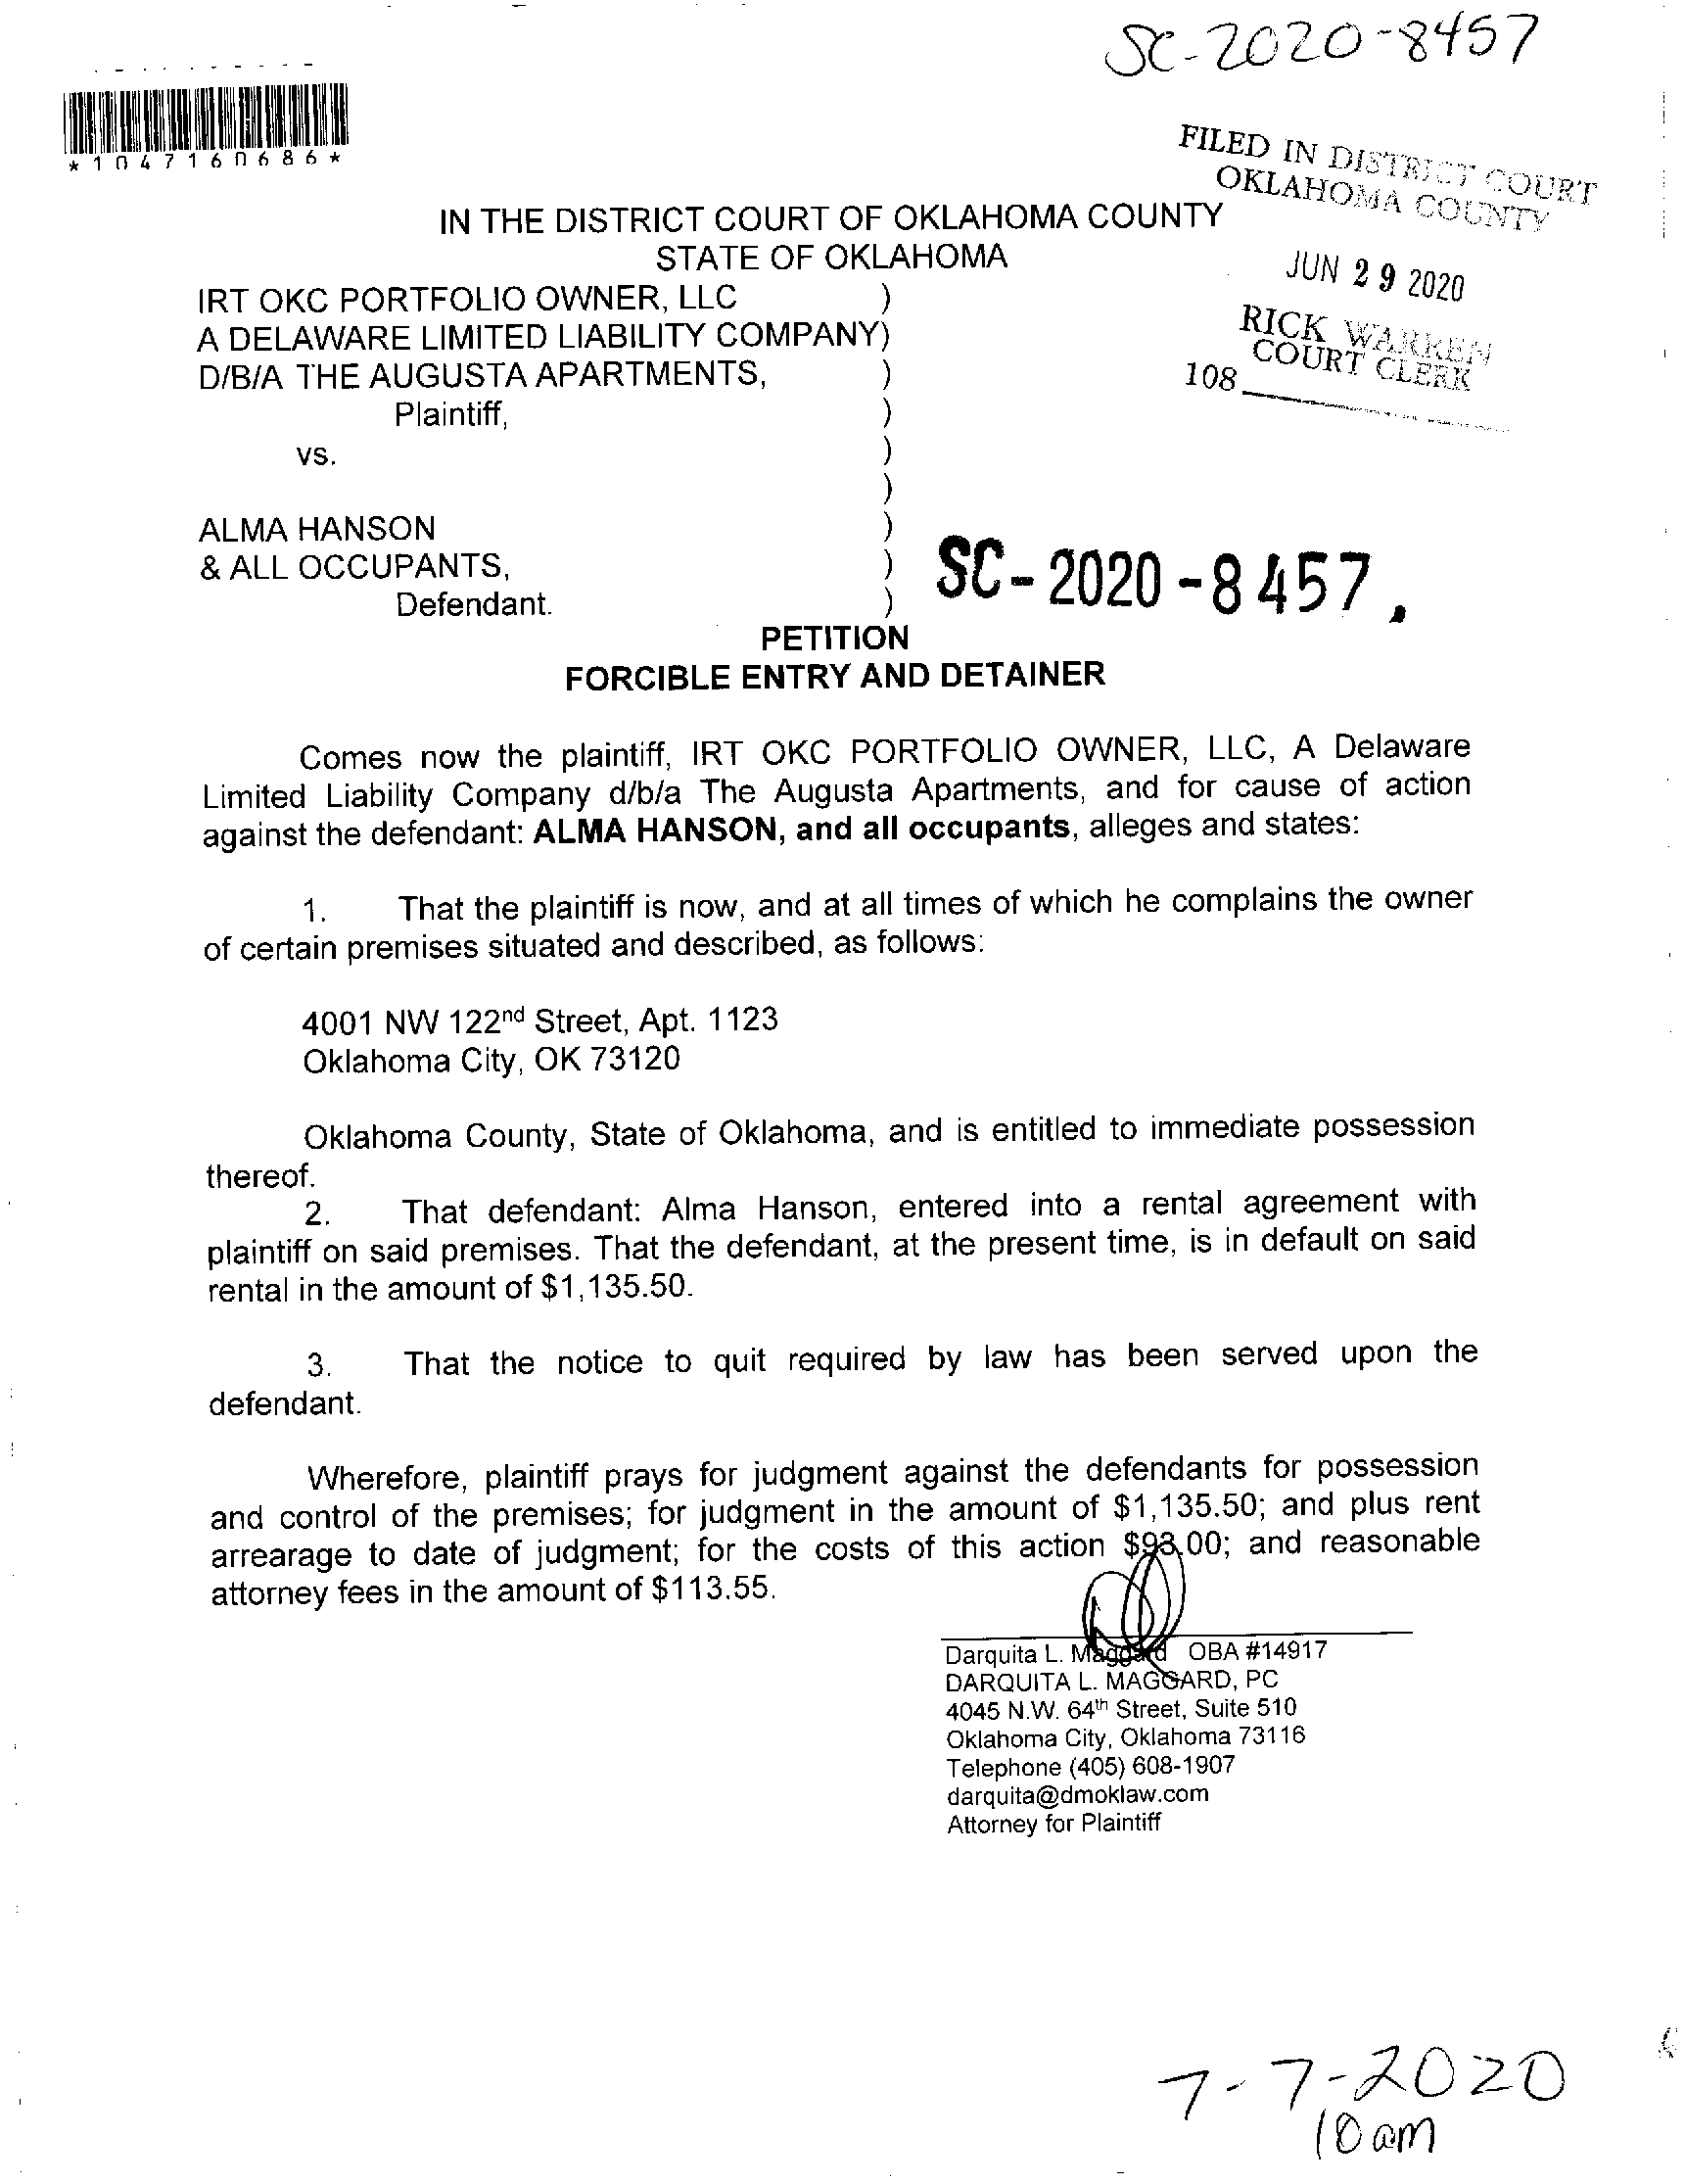 SC-2020-8457
*1047160686*
FILED IN DISTRICT COURT
OKLAHOMA COUNTY
JUN 29 2020
RICK WARREN
COURT CLERK
108
IN THE DISTRICT COURT OF OKLAHOMA COUNTY
STATE OF OKLAHOMA
IRT OKC PORTFOLIO OWNER, LLC )
A DELAWARE LIMITED LIABILITY COMPANY)
D/B/A THE AUGUSTA APARTMENTS, )
Plaintiff, )
vs. )
)
ALMA HANSON )
& ALL OCCUPANTS, )
Defendant. )
SC-2020-8457,
PETITION
FORCIBLE ENTRY AND DETAINER
Comes now the plaintiff, IRT OKC PORTFOLIO OWNER, LLC, A Delaware
Limited Liability Company d/b/a The Augusta Apartments, and for cause of action
against the defendant: ALMA HANSON, and all occupants, alleges and states:
1. That the plaintiff is now, and at all times of which he complains the owner
of certain premises situated and described, as follows:
4001 NW 122nd Street, Apt. 1123
Oklahoma City, OK 73120
Oklahoma County, State of Oklahoma, and is entitled to immediate possession
thereof.
2. That defendant: Alma Hanson, entered into a rental agreement with
plaintiff on said premises. That the defendant, at the present time, is in default on said
rental in the amount of $1,135.50.
3. That the notice to quit required by law has been served upon the
defendant.
Wherefore, plaintiff prays for judgment against the defendants for possession
and control of the premises; for judgment in the amount of $1,135.50; and plus rent
arrearage to date of judgment; for the costs of this action $93.00; and reasonable
attorney fees in the amount of $113.55.
Darquita L. Maggard OBA #14917
DARQUITA L. MAGGARD, PC
4045 N.W. 64th Street, Suite 510
Oklahoma City, Oklahoma 73116
Telephone (405) 608-1907
darquita@dmoklaw.com
Attorney for Plaintiff
7-7-2020
10am